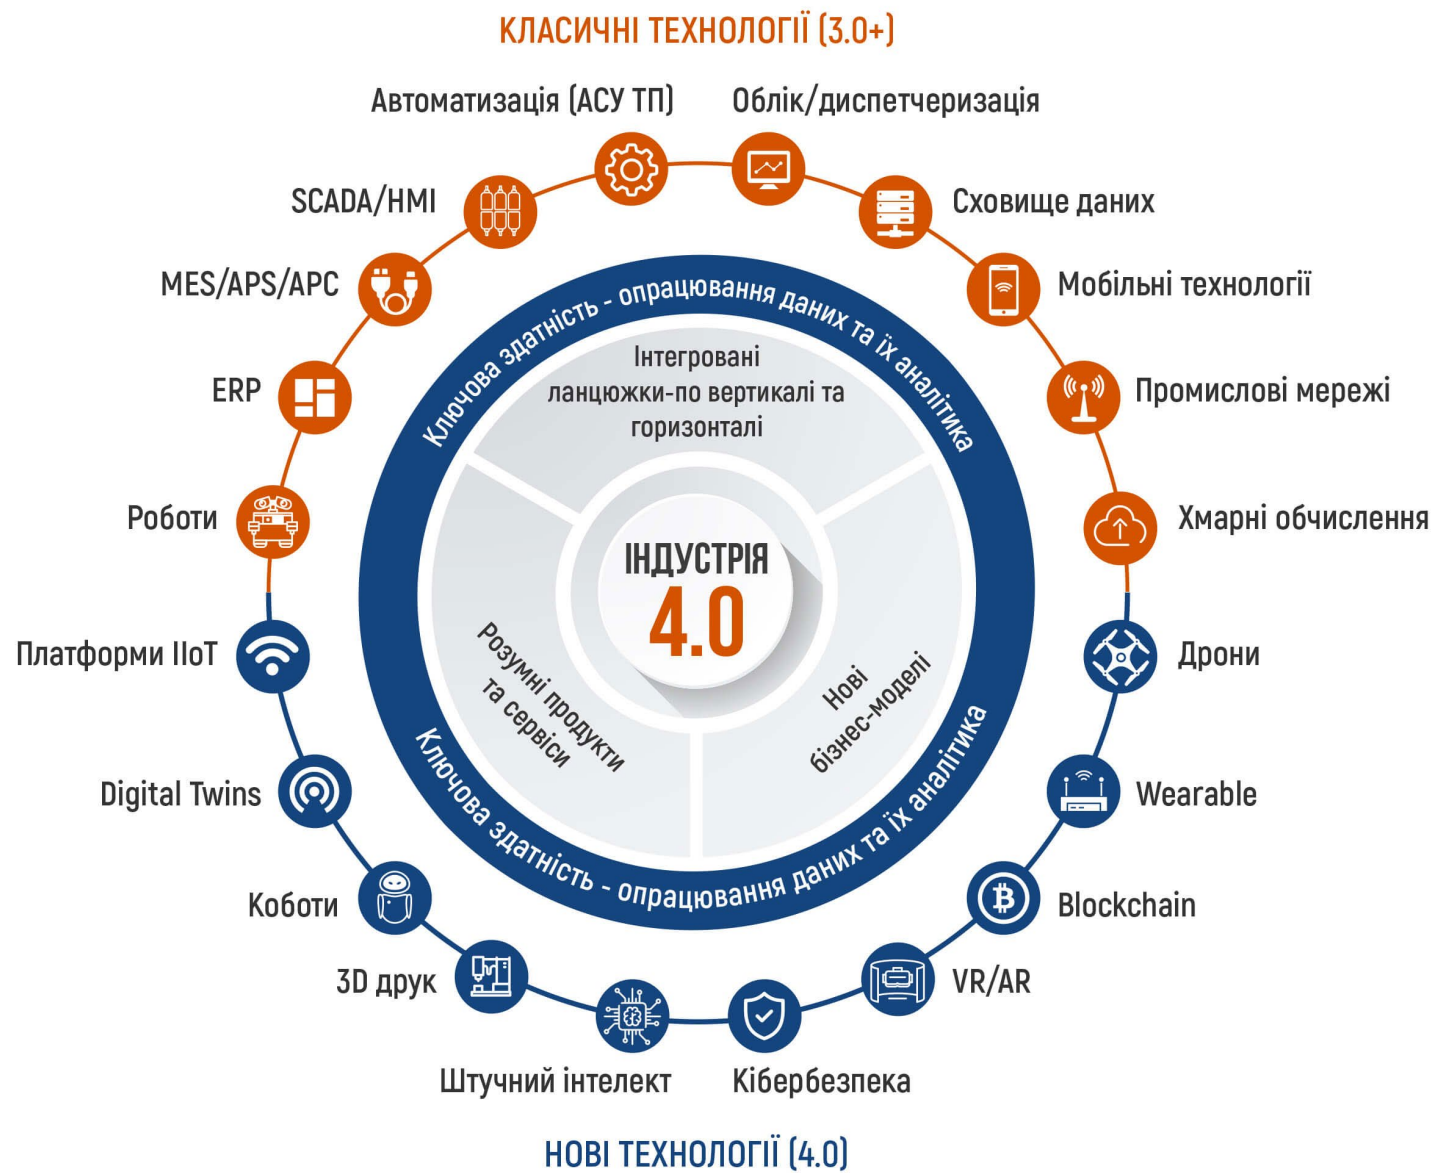 КЛАСИЧНІ ТЕХНОЛОГІЇ (3.0+)
Автоматизація (АСУ ТП)
Облік/диспетчеризація
SCADA/HMI
Сховище даних
MES/APS/APC
Мобільні технології
ERP
Промислові мережі
Роботи
Хмарні обчислення
Ключова здатність - опрацювання даних та їх аналітика
Інтегровані
ланцюжки-по вертикалі та
горизонталі
ІНДУСТРІЯ
4.0
Розумні продукти
та сервіси
Нові
бізнес-моделі
Ключова здатність - опрацювання даних та їх аналітика
Платформи IIoT
Дрони
Digital Twins
Wearable
Коботи
Blockchain
3D друк
VR/AR
Штучний інтелект
Кібербезпека
НОВІ ТЕХНОЛОГІЇ (4.0)